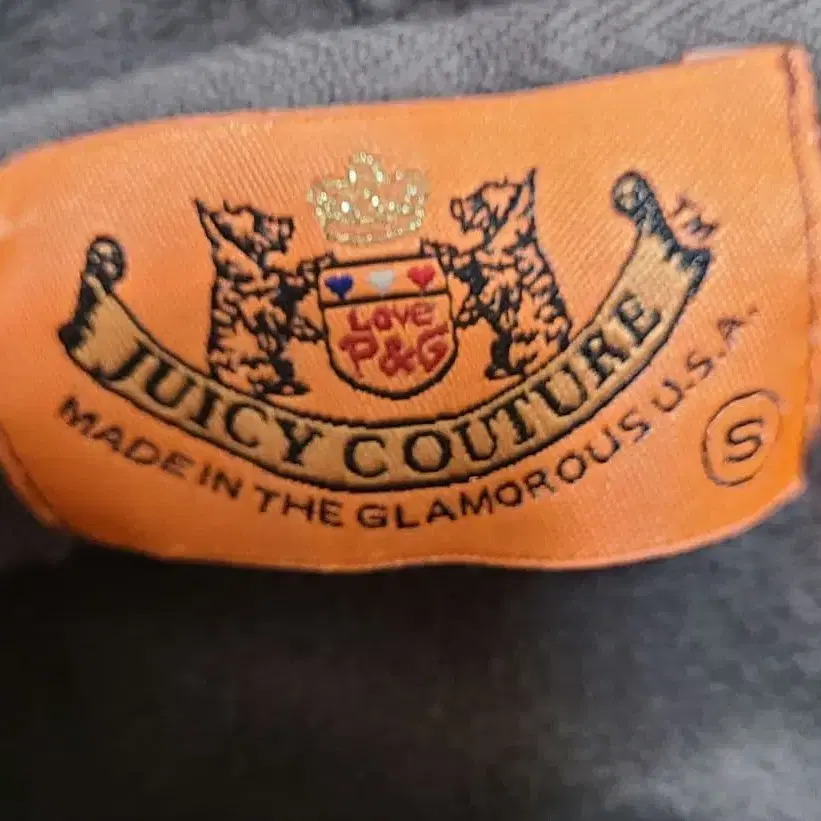 Love
P&G
JUICY COUTURE
TM
MADE IN THE GLAMOROUS U.S.A.
S